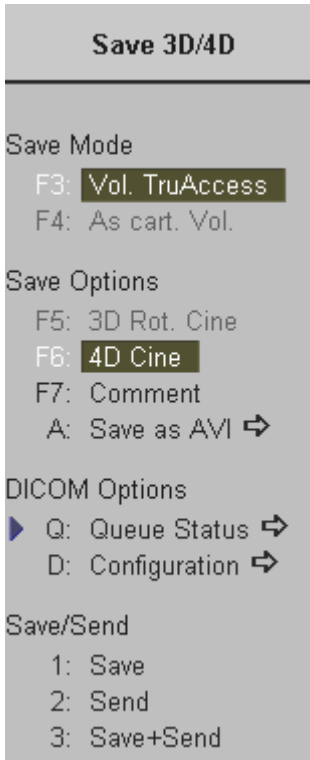 Save 3D/4D
Save Mode
F3: Vol. TruAccess
F4: As cart. Vol.
Save Options
F5: 3D Rot. Cine
F6: 4D Cine
F7: Comment
A: Save as AVI ⇨
DICOM Options
Q: Queue Status ⇨
D: Configuration ⇨
Save/Send
1: Save
2: Send
3: Save+Send